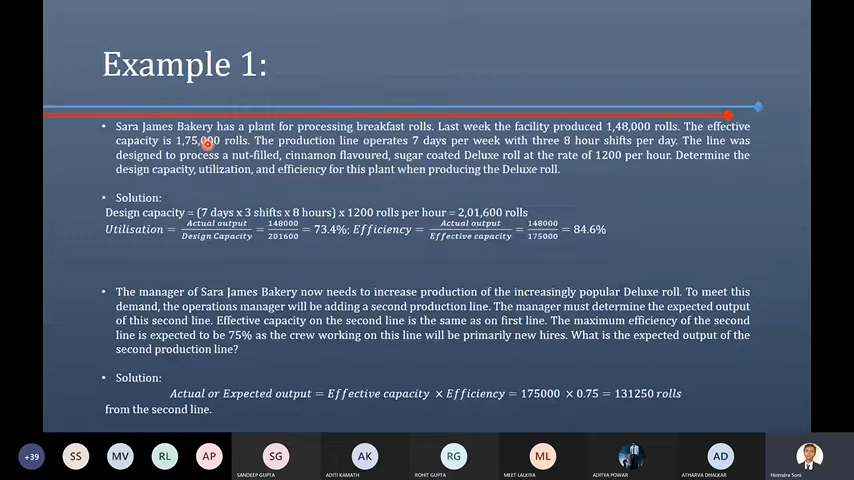 Example 1:
• Sara James Bakery has a plant for processing breakfast rolls. Last week the facility produced 1,48,000 rolls. The effective
capacity is 1,75,000 rolls. The production line operates 7 days per week with three 8 hour shifts per day. The line was
designed to process a nut-filled, cinnamon flavoured, sugar coated Deluxe roll at the rate of 1200 per hour. Determine the
design capacity, utilization, and efficiency for this plant when producing the Deluxe roll.
• Solution:
Design capacity = (7 days x 3 shifts x 8 hours) x 1200 rolls per hour = 2,01,600 rolls
Utilisation = Actual output / Design Capacity = 148000 / 201600 = 73.4%; Efficiency = Actual output / Effective capacity = 148000 / 175000 = 84.6%
• The manager of Sara James Bakery now needs to increase production of the increasingly popular Deluxe roll. To meet this
demand, the operations manager will be adding a second production line. The manager must determine the expected output
of this second line. Effective capacity on the second line is the same as on first line. The maximum efficiency of the second
line is expected to be 75% as the crew working on this line will be primarily new hires. What is the expected output of the
second production line?
• Solution:
Actual or Expected output = Effective capacity × Efficiency = 175000 × 0.75 = 131250 rolls
from the second line.
+39 SS MV RL AP SG AK RG ML AD
SANDEEP GUPTA ADITI KAMATH ROHIT GUPTA MEET LALKIYA ADITYA POWAR ATHARVA DHALKAR Hirendra Soni